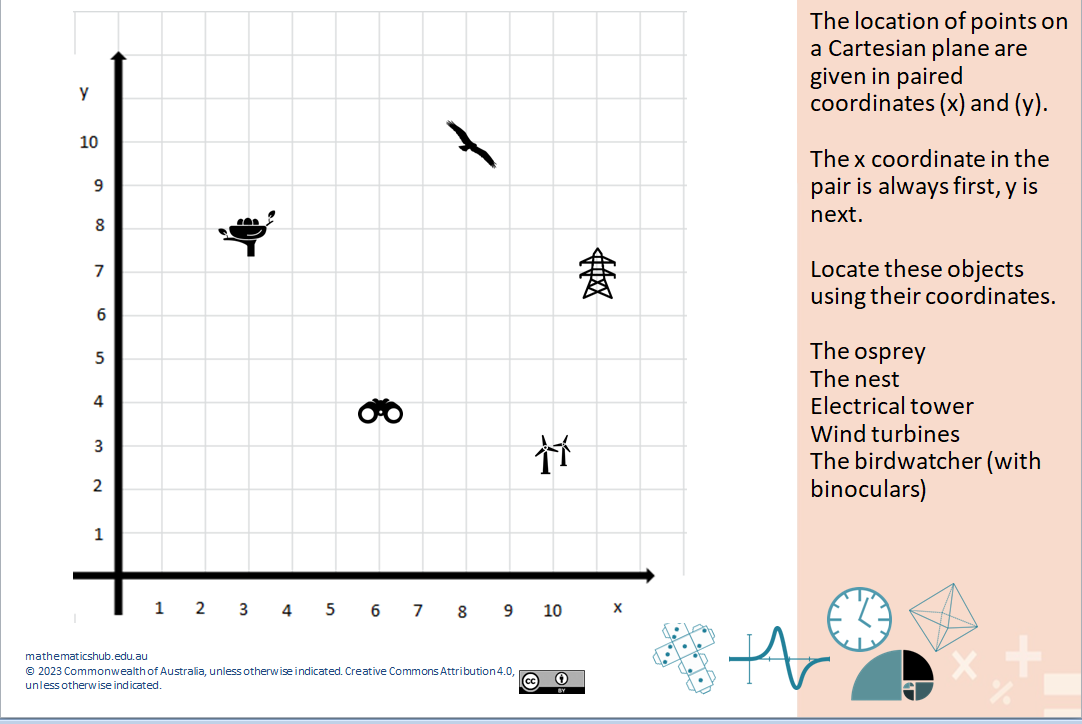 y
10
9
8
7
6
5
4
3
2
1
1 2 3 4 5 6 7 8 9 10 x
The location of points on
a Cartesian plane are
given in paired
coordinates (x) and (y).
The x coordinate in the
pair is always first, y is
next.
Locate these objects
using their coordinates.
The osprey
The nest
Electrical tower
Wind turbines
The birdwatcher (with
binoculars)
mathematicshub.edu.au
© 2023 Commonwealth of Australia, unless otherwise indicated. Creative Commons Attribution 4.0,
unless otherwise indicated.
cc
BY